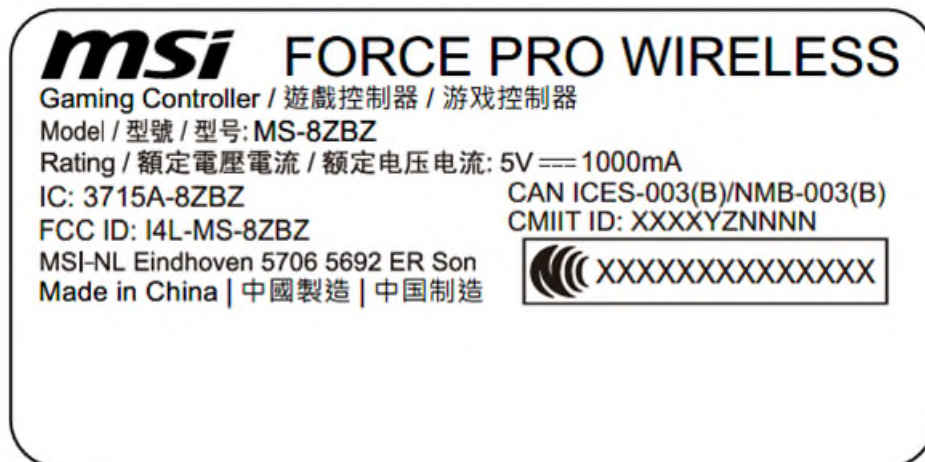 msi FORCE PRO WIRELESS
Gaming Controller / 遊戲控制器 / 游戏控制器
Model / 型號 / 型号: MS-8ZBZ
Rating / 額定電壓電流 / 额定电压电流: 5V ⎓ 1000mA
IC: 3715A-8ZBZ
CAN ICES-003(B)/NMB-003(B)
FCC ID: I4L-MS-8ZBZ
CMIIT ID: XXXXYZNNNN
MSI-NL Eindhoven 5706 5692 ER Son
XXXXXXXXXXXXXX
Made in China | 中國製造 | 中国制造